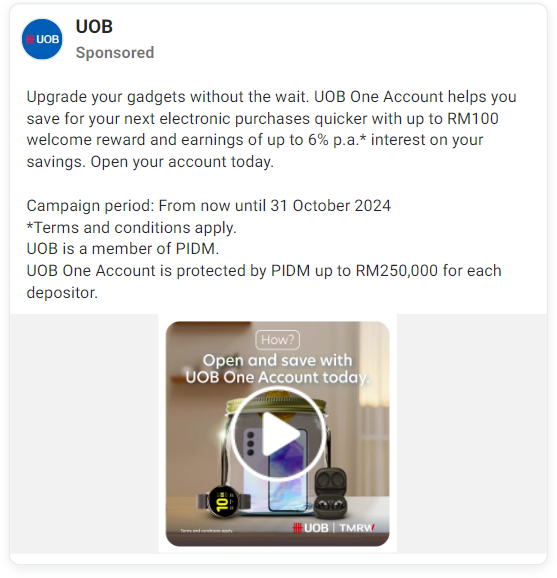 UOB
UOB
Sponsored
Upgrade your gadgets without the wait. UOB One Account helps you
save for your next electronic purchases quicker with up to RM100
welcome reward and earnings of up to 6% p.a.* interest on your
savings. Open your account today.
Campaign period: From now until 31 October 2024
*Terms and conditions apply.
UOB is a member of PIDM.
UOB One Account is protected by PIDM up to RM250,000 for each
depositor.
How?
Open and save with
UOB One Account today.
10
Terms and conditions apply.
UOB | TMRW